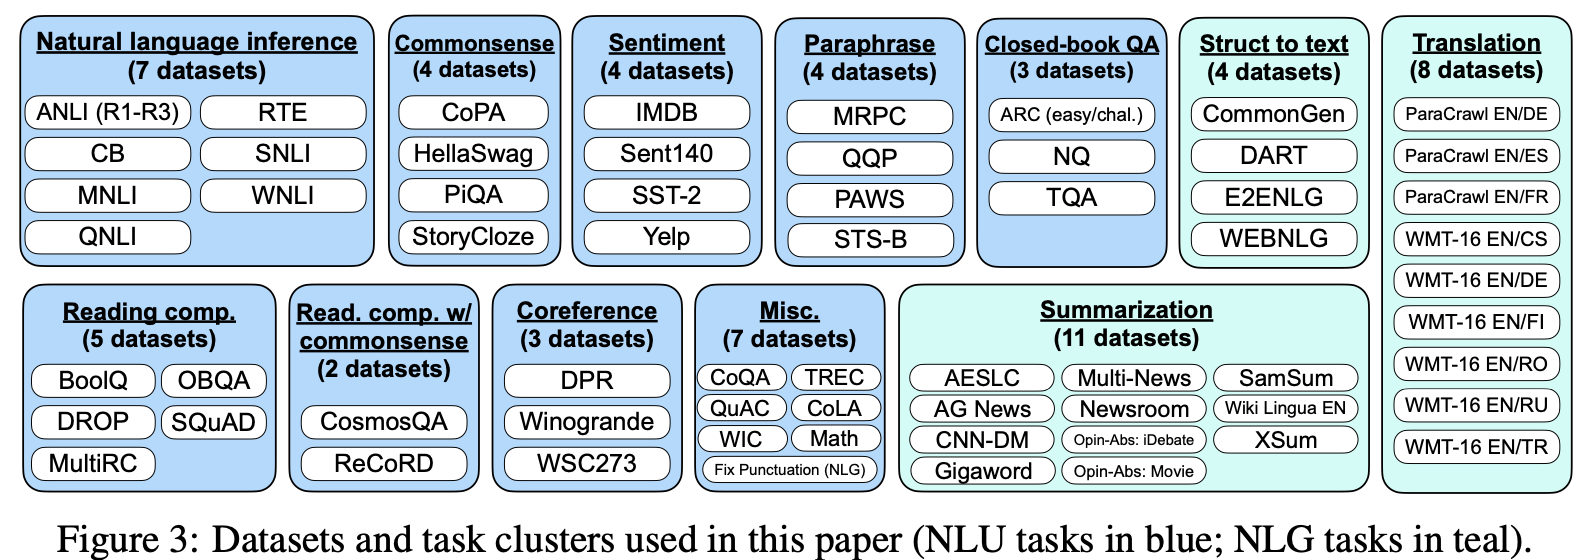 Natural language inference
(7 datasets)
ANLI (R1-R3)
RTE
CB
SNLI
MNLI
WNLI
QNLI
Commonsense
(4 datasets)
CoPA
HellaSwag
PiQA
StoryCloze
Sentiment
(4 datasets)
IMDB
Sent140
SST-2
Yelp
Paraphrase
(4 datasets)
MRPC
QQP
PAWS
STS-B
Closed-book QA
(3 datasets)
ARC (easy/chal.)
NQ
TQA
Struct to text
(4 datasets)
CommonGen
DART
E2ENLG
WEBNLG
Translation
(8 datasets)
ParaCrawl EN/DE
ParaCrawl EN/ES
ParaCrawl EN/FR
WMT-16 EN/CS
WMT-16 EN/DE
WMT-16 EN/FI
WMT-16 EN/RO
WMT-16 EN/RU
WMT-16 EN/TR
Reading comp.
(5 datasets)
BoolQ
OBQA
DROP
SQuAD
MultiRC
Read. comp. w/
commonsense
(2 datasets)
CosmosQA
ReCoRD
Coreference
(3 datasets)
DPR
Winogrande
WSC273
Misc.
(7 datasets)
CoQA
TREC
QuAC
CoLA
WIC
Math
Fix Punctuation (NLG)
Summarization
(11 datasets)
AESLC
Multi-News
SamSum
AG News
Newsroom
Wiki Lingua EN
CNN-DM
Opin-Abs: iDebate
XSum
Gigaword
Opin-Abs: Movie
Figure 3: Datasets and task clusters used in this paper (NLU tasks in blue; NLG tasks in teal).